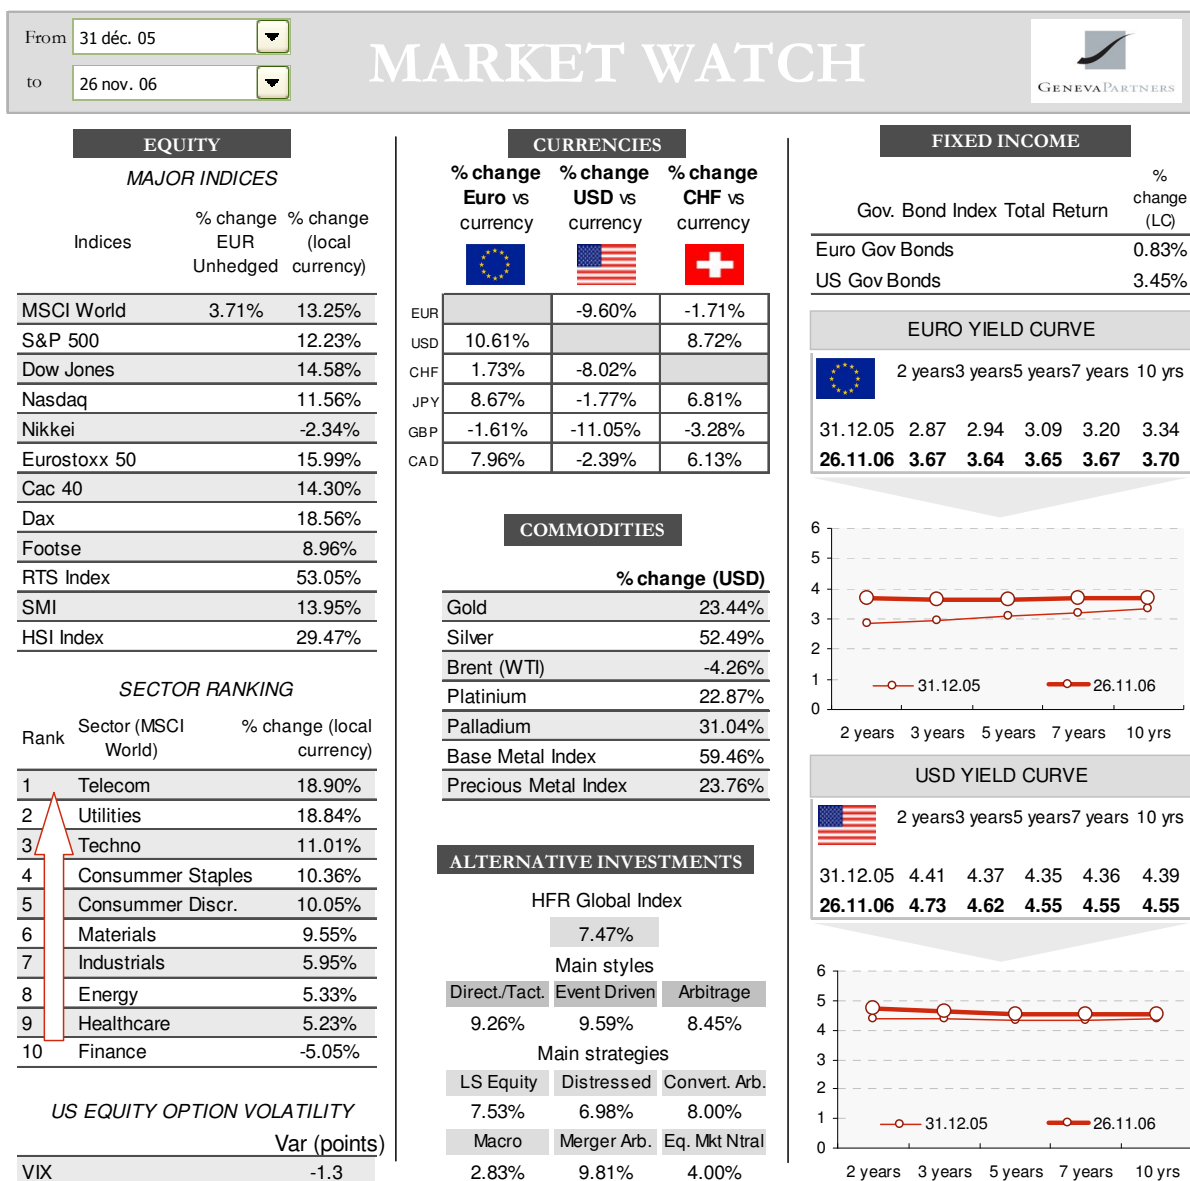 From 31 déc. 05
to 26 nov. 06
MARKET WATCH
GENEVAPARTNERS
EQUITY
MAJOR INDICES
Indices % change EUR Unhedged % change (local currency)
MSCI World 3.71% 13.25%
S&P 500 12.23%
Dow Jones 14.58%
Nasdaq 11.56%
Nikkei -2.34%
Eurostoxx 50 15.99%
Cac 40 14.30%
Dax 18.56%
Footse 8.96%
RTS Index 53.05%
SMI 13.95%
HSI Index 29.47%
SECTOR RANKING
Rank Sector (MSCI World) % change (local currency)
1 Telecom 18.90%
2 Utilities 18.84%
3 Techno 11.01%
4 Consummer Staples 10.36%
5 Consummer Discr. 10.05%
6 Materials 9.55%
7 Industrials 5.95%
8 Energy 5.33%
9 Healthcare 5.23%
10 Finance -5.05%
US EQUITY OPTION VOLATILITY
Var (points)
VIX -1.3
CURRENCIES
% change Euro vs currency % change USD vs currency % change CHF vs currency
EUR -9.60% -1.71%
USD 10.61% 8.72%
CHF 1.73% -8.02%
JPY 8.67% -1.77% 6.81%
GBP -1.61% -11.05% -3.28%
CAD 7.96% -2.39% 6.13%
COMMODITIES
% change (USD)
Gold 23.44%
Silver 52.49%
Brent (WTI) -4.26%
Platinium 22.87%
Palladium 31.04%
Base Metal Index 59.46%
Precious Metal Index 23.76%
ALTERNATIVE INVESTMENTS
HFR Global Index
7.47%
Main styles
Direct./Tact. Event Driven Arbitrage
9.26% 9.59% 8.45%
Main strategies
LS Equity Distressed Convert. Arb.
7.53% 6.98% 8.00%
Macro Merger Arb. Eq. Mkt Ntral
2.83% 9.81% 4.00%
FIXED INCOME
Gov. Bond Index Total Return % change (LC)
Euro Gov Bonds 0.83%
US Gov Bonds 3.45%
EURO YIELD CURVE
2 years 3 years 5 years 7 years 10 yrs
31.12.05 2.87 2.94 3.09 3.20 3.34
26.11.06 3.67 3.64 3.65 3.67 3.70
6
5
4
3
2
1
0
31.12.05 26.11.06
2 years 3 years 5 years 7 years 10 yrs
USD YIELD CURVE
2 years 3 years 5 years 7 years 10 yrs
31.12.05 4.41 4.37 4.35 4.36 4.39
26.11.06 4.73 4.62 4.55 4.55 4.55
6
5
4
3
2
1
0
31.12.05 26.11.06
2 years 3 years 5 years 7 years 10 yrs